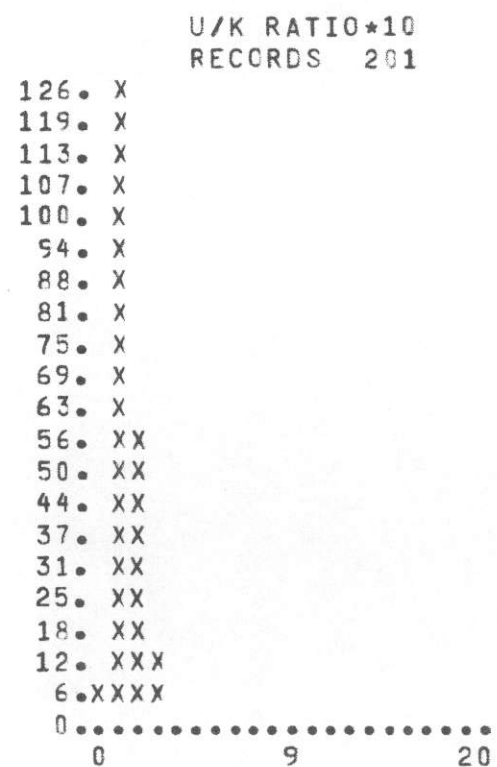 U/K RATIO*10
RECORDS 201
126. X
119. X
113. X
107. X
100. X
94. X
88. X
81. X
75. X
69. X
63. X
56. XX
50. XX
44. XX
37. XX
31. XX
25. XX
18. XX
12. XXX
6.XXXX
0.....................
0 9 20